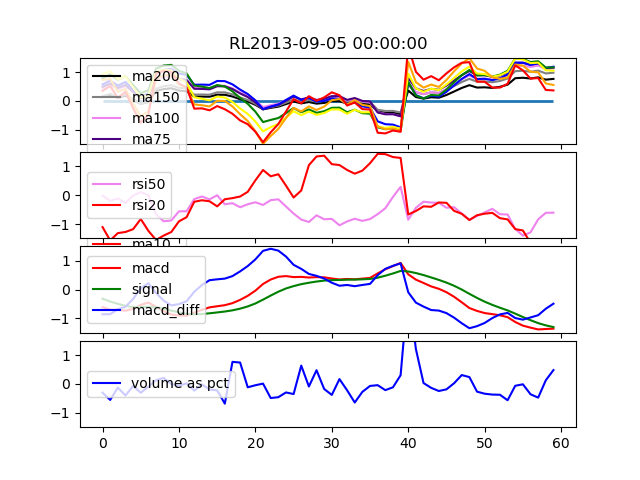 RL2013-09-05 00:00:00
1
0
−1
ma200
ma150
ma100
ma75
1
0
−1
rsi50
rsi20
ma10
1
0
−1
macd
signal
macd_diff
1
0
−1
volume as pct
0 10 20 30 40 50 60